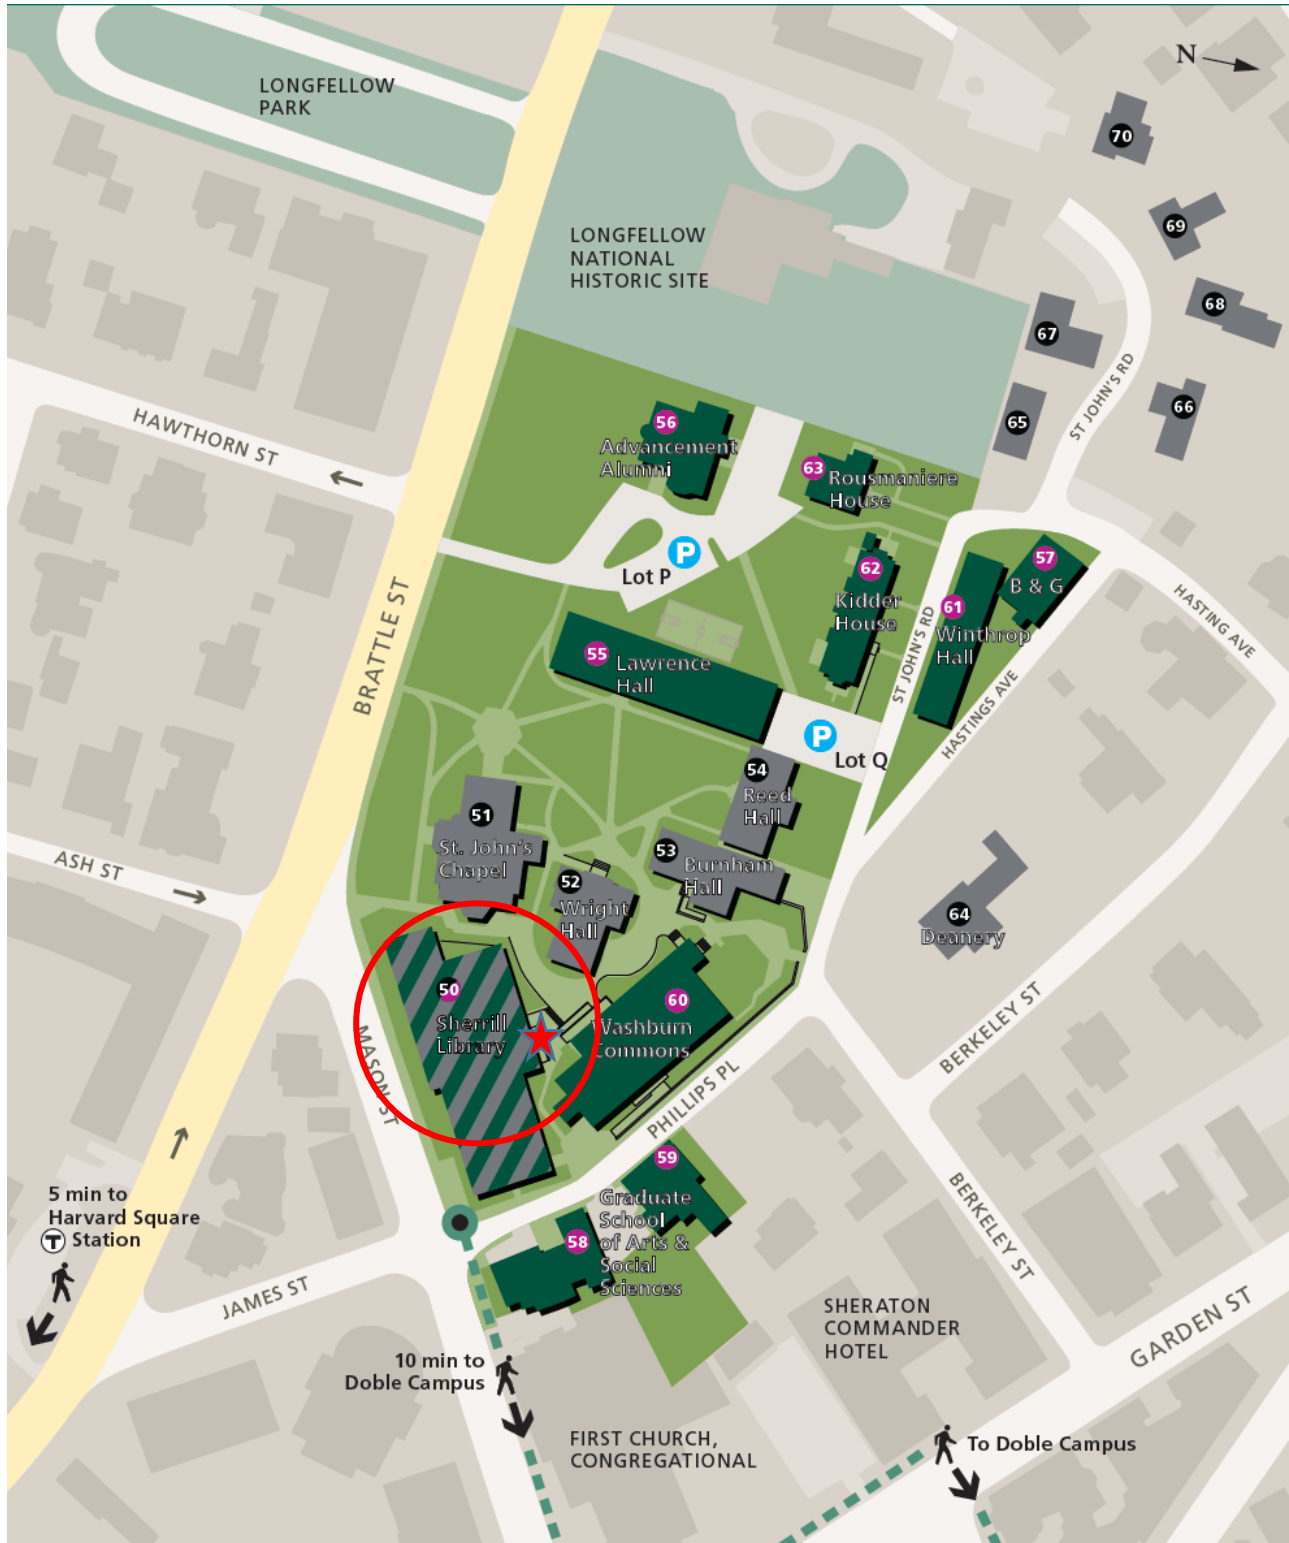 LONGFELLOW
PARK
N
70
69
LONGFELLOW
NATIONAL
HISTORIC SITE
68
67
66
65
ST JOHN'S RD
HAWTHORN ST
56
Advancement
Alumni
63
Rousmaniere
House
P
Lot P
62
Kidder
House
57
B & G
61
Winthrop
Hall
HASTING AVE
BRATTLE ST
55
Lawrence
Hall
ST JOHN'S RD
HASTINGS AVE
P
Lot Q
54
Reed
Hall
51
St. John's
Chapel
53
Burnham
Hall
52
Wright
Hall
ASH ST
64
Deanery
50
Sherrill
Library
60
Washburn
Commons
MASON ST
BERKELEY ST
PHILLIPS PL
59
Graduate
School
of Arts &
Social
Sciences
58
BERKELEY ST
5 min to
Harvard Square
T Station
JAMES ST
SHERATON
COMMANDER
HOTEL
GARDEN ST
10 min to
Doble Campus
FIRST CHURCH,
CONGREGATIONAL
To Doble Campus